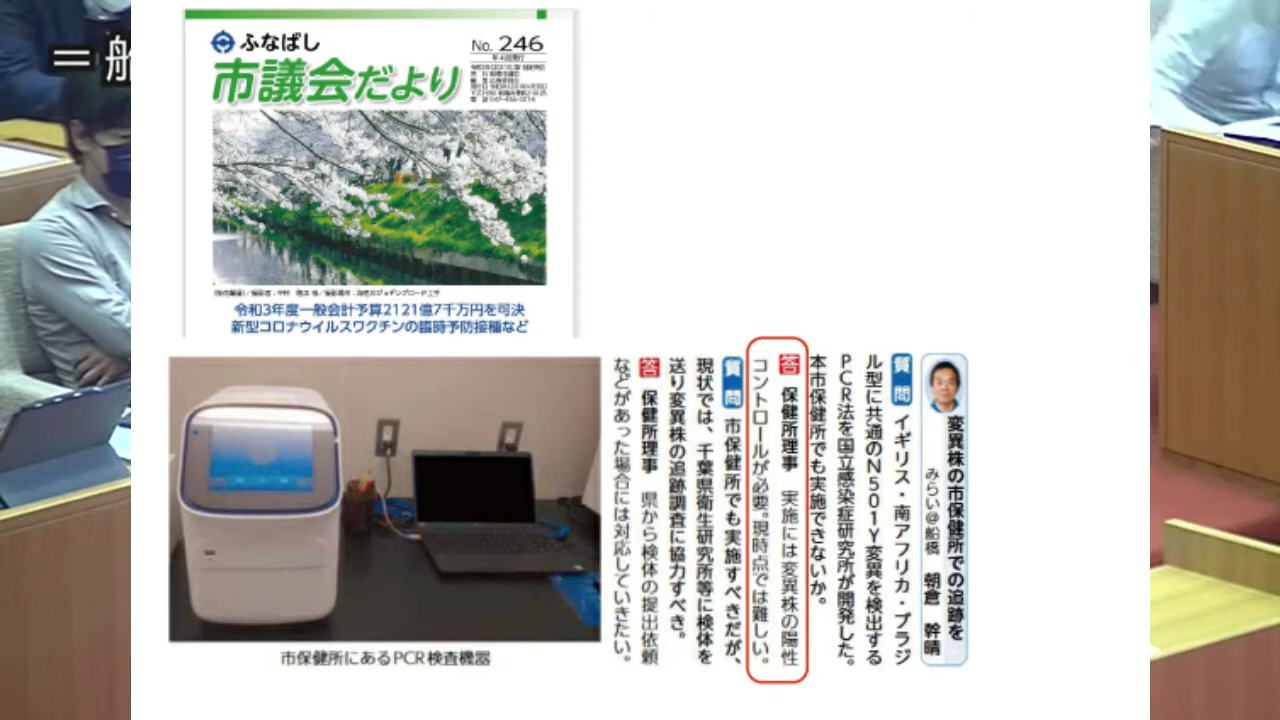 ＝船
ふなばし
市議会だより
No. 246
令和3年度一般会計予算2121億7千万円を可決
新型コロナウイルスワクチンの臨時予防接種など
変異株の市保健所での追跡を
みらい@船橋 朝倉 幹晴
質問 イギリス・南アフリカ・ブラジ
ル型に共通のN501Y変異を検出する
PCR法を国立感染症研究所が開発した。
本市保健所でも実施できないか。
答 保健所理事 実施には変異株の陽性
コントロールが必要。現時点では難しい。
質問 市保健所でも実施すべきだが、
現状では、千葉県衛生研究所等に検体を
送り変異株の追跡調査に協力すべき。
答 保健所理事 県から検体の提出依頼
などがあった場合には対応していきたい。
市保健所にあるPCR検査機器